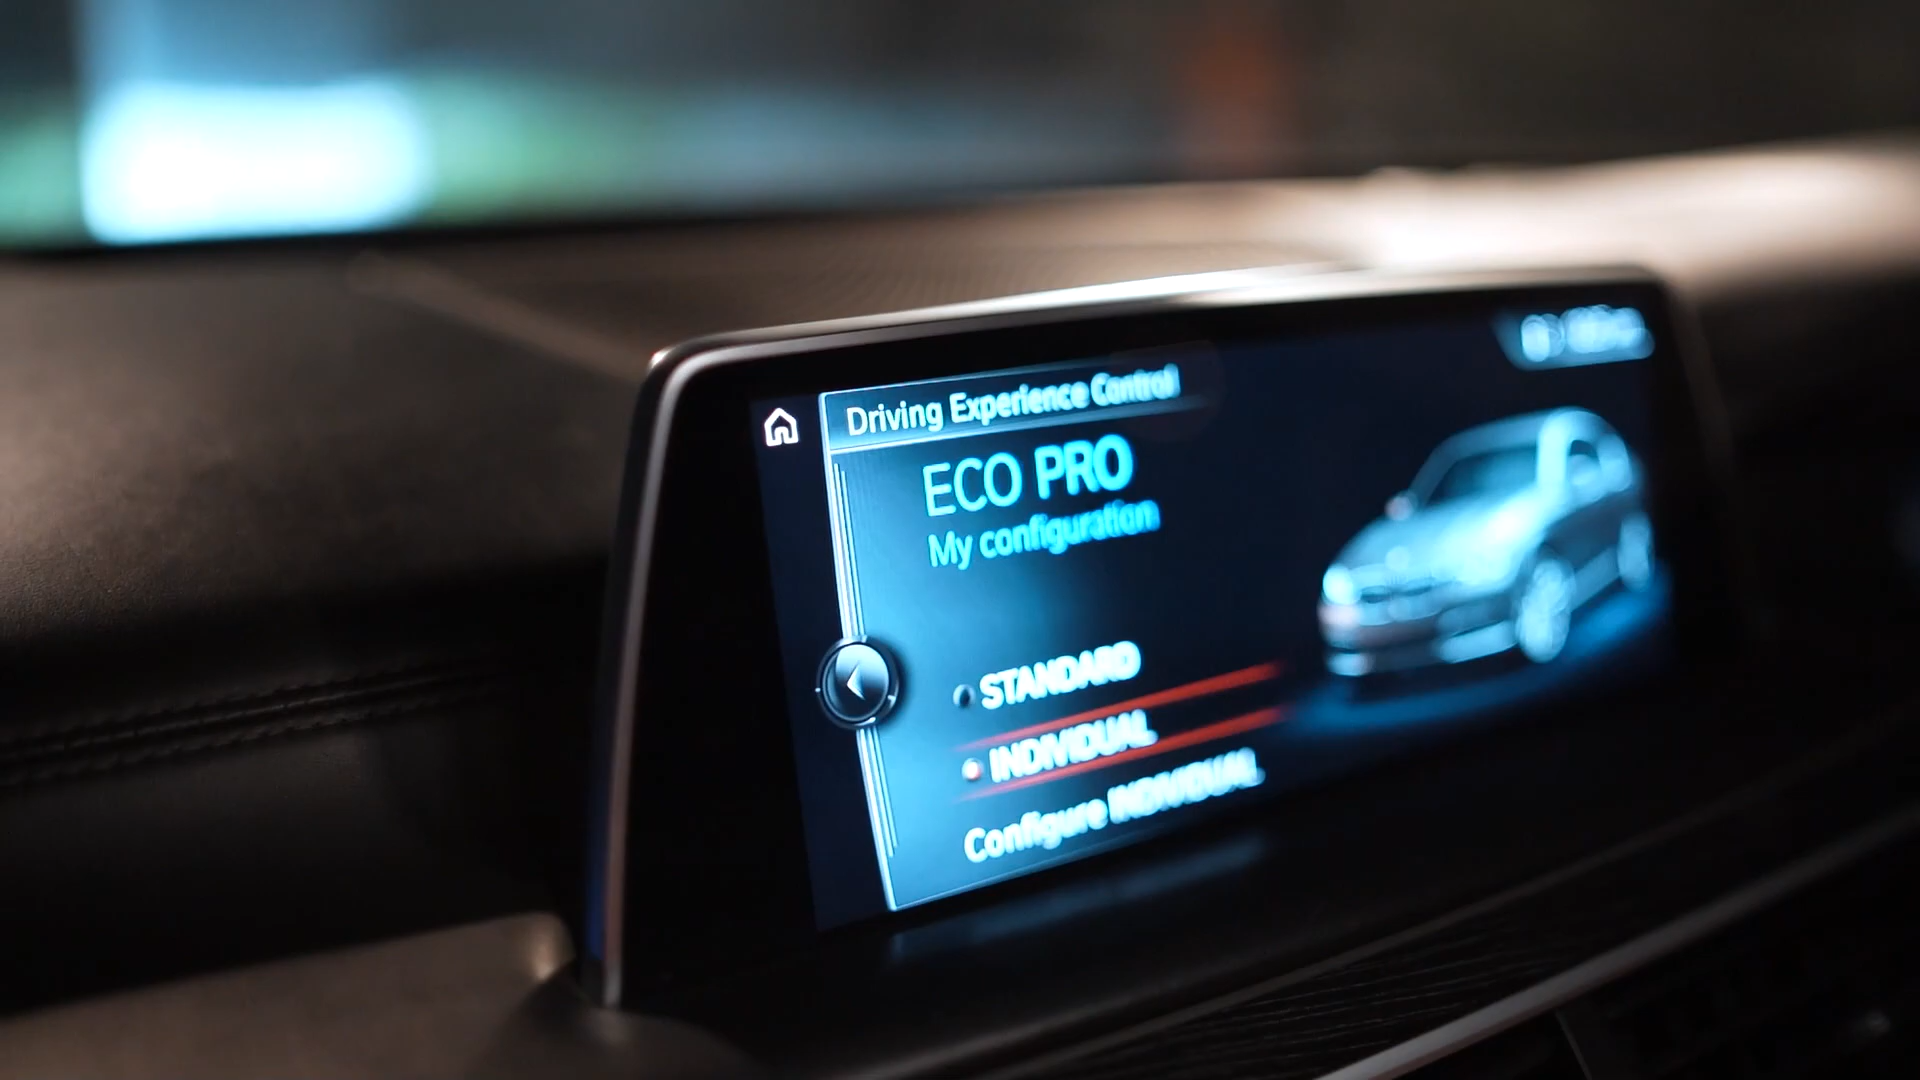 Driving Experience Control
ECO PRO
My configuration
STANDARD
INDIVIDUAL
Configure INDIVIDUAL